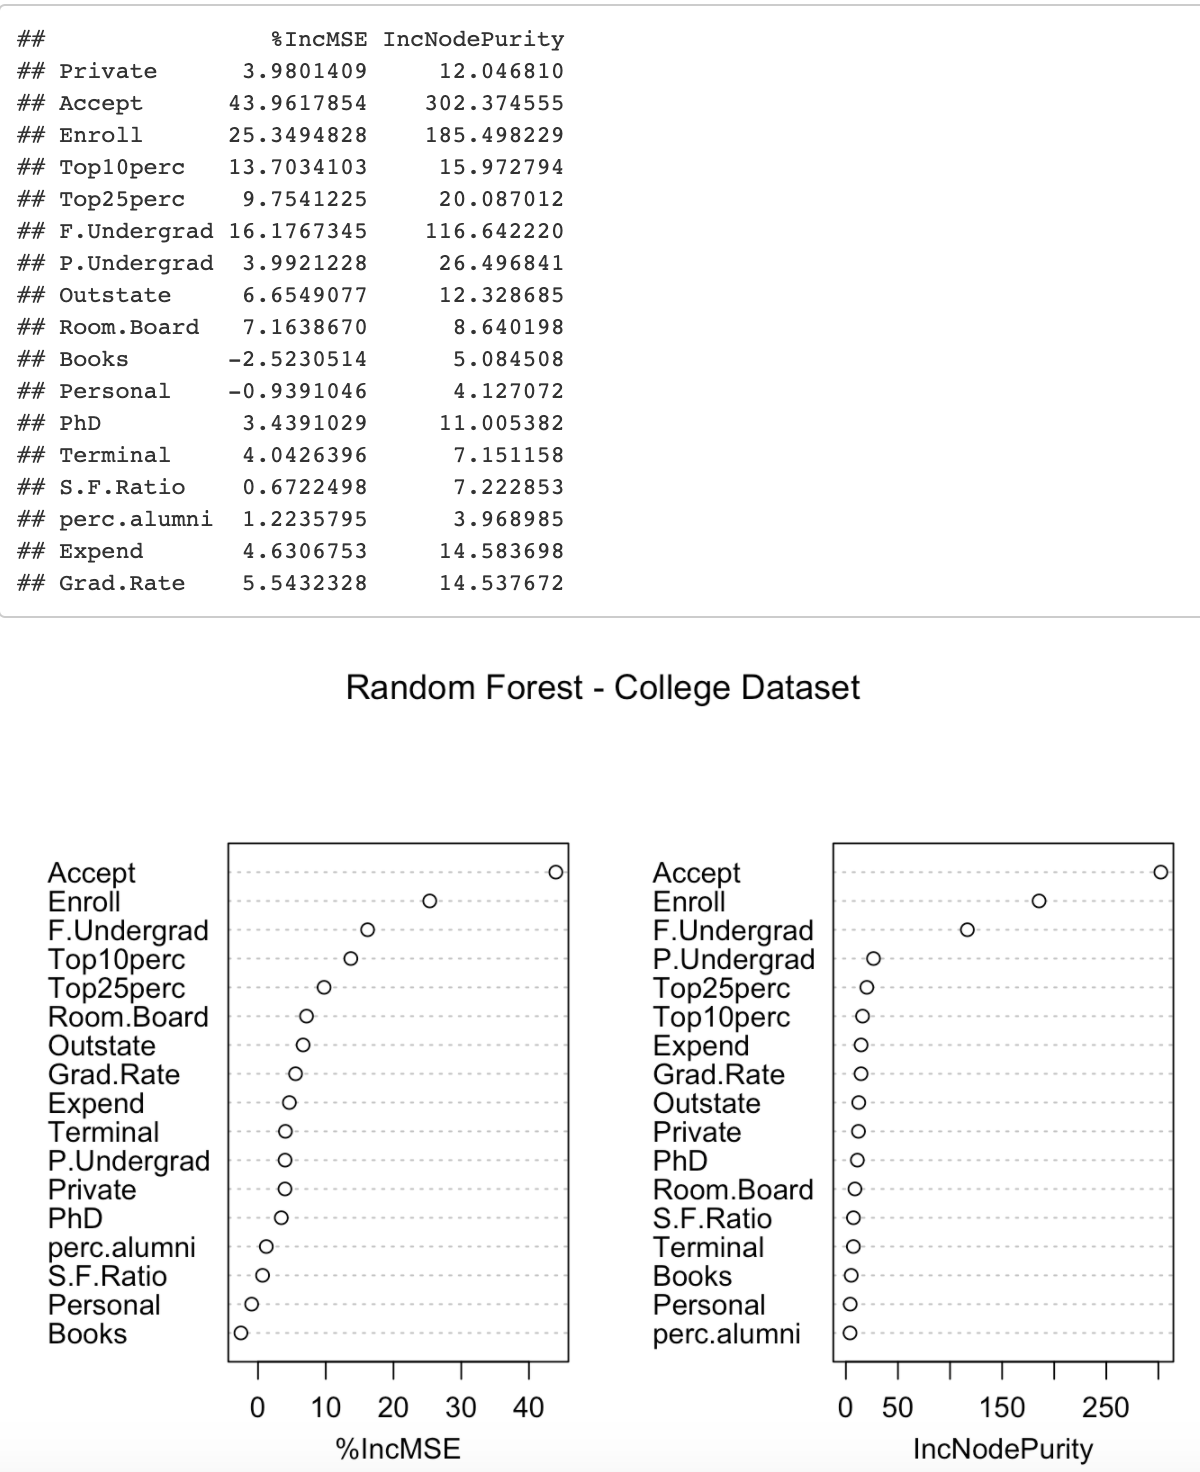 ##              %IncMSE IncNodePurity
## Private      3.9801409     12.046810
## Accept      43.9617854    302.374555
## Enroll      25.3494828    185.498229
## Top10perc   13.7034103     15.972794
## Top25perc    9.7541225     20.087012
## F.Undergrad 16.1767345    116.642220
## P.Undergrad  3.9921228     26.496841
## Outstate     6.6549077     12.328685
## Room.Board   7.1638670      8.640198
## Books       -2.5230514      5.084508
## Personal    -0.9391046      4.127072
## PhD          3.4391029     11.005382
## Terminal     4.0426396      7.151158
## S.F.Ratio    0.6722498      7.222853
## perc.alumni  1.2235795      3.968985
## Expend       4.6306753     14.583698
## Grad.Rate    5.5432328     14.537672
Random Forest - College Dataset
Accept
Enroll
F.Undergrad
Top10perc
Top25perc
Room.Board
Outstate
Grad.Rate
Expend
Terminal
P.Undergrad
Private
PhD
perc.alumni
S.F.Ratio
Personal
Books
0 10 20 30 40
%IncMSE
Accept
Enroll
F.Undergrad
P.Undergrad
Top25perc
Top10perc
Expend
Grad.Rate
Outstate
Private
PhD
Room.Board
S.F.Ratio
Terminal
Books
Personal
perc.alumni
0 50 150 250
IncNodePurity